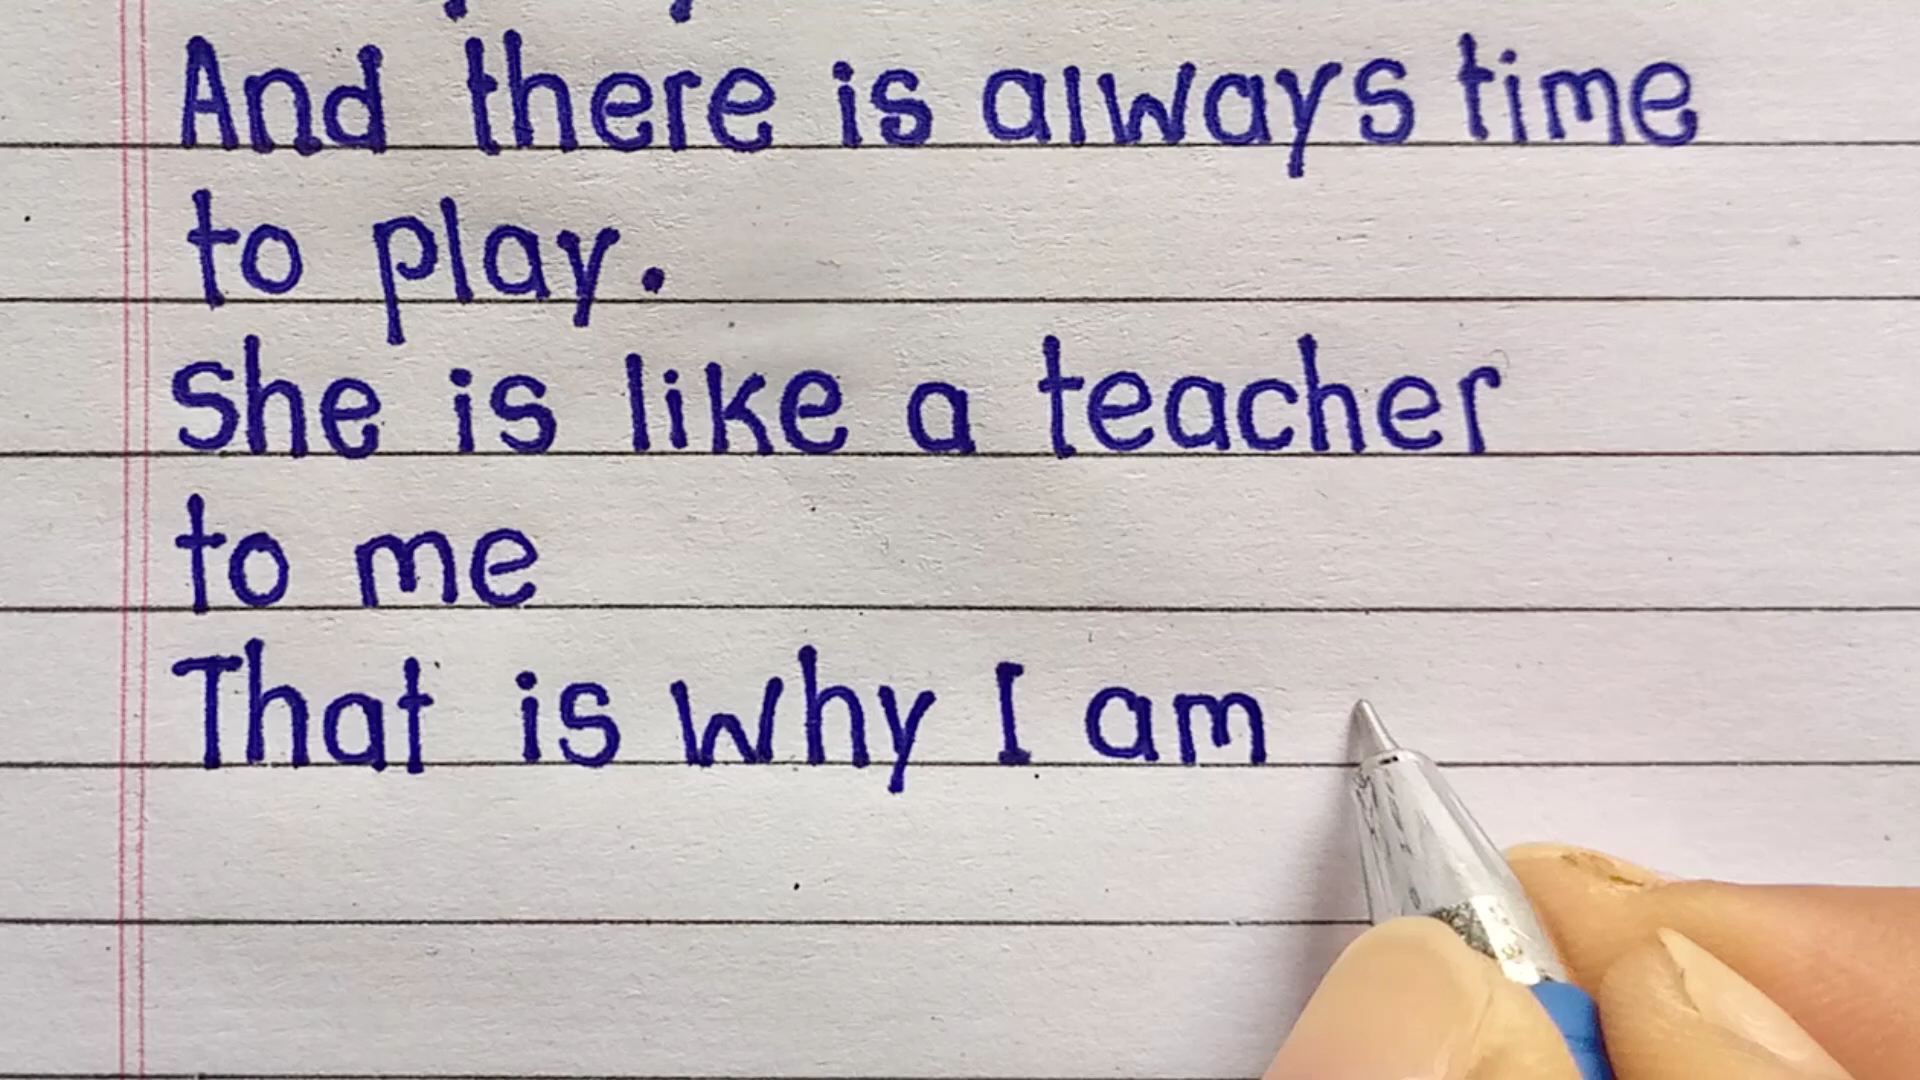 And there is always time
to play.
She is like a teacher
to me
That is why I am